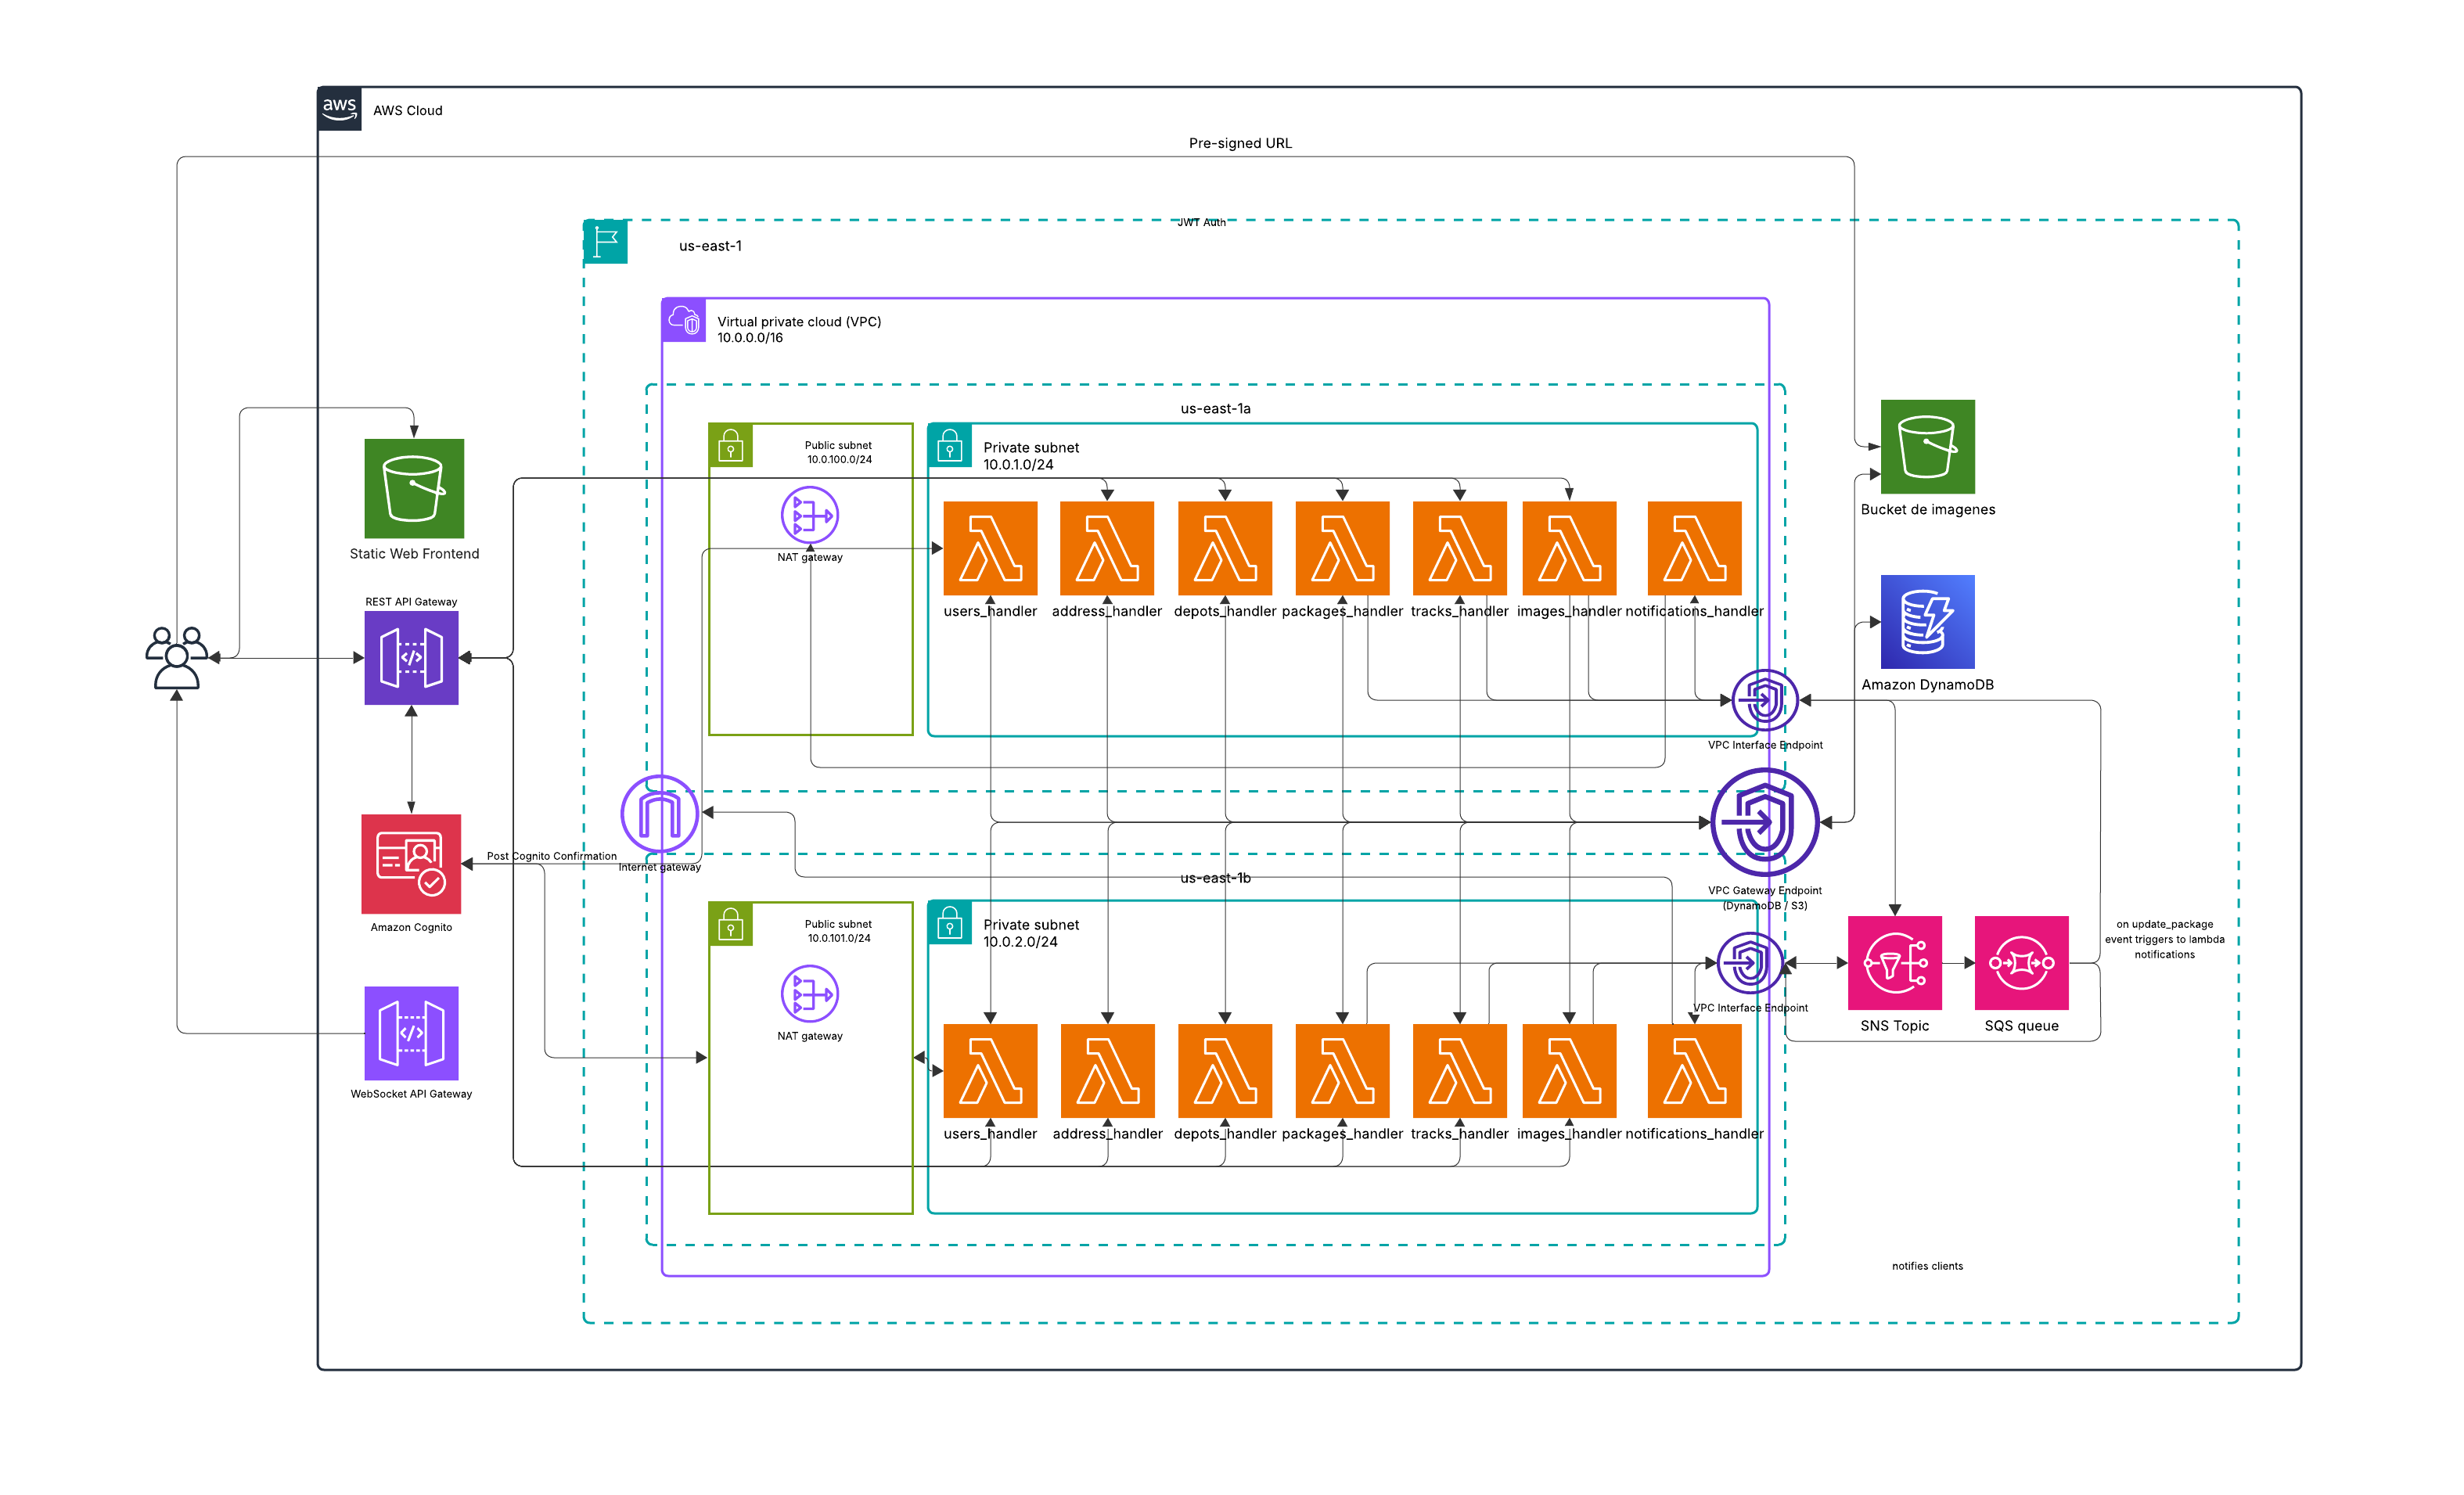 aws
AWS Cloud
Pre-signed URL
JWT Auth
us-east-1
Virtual private cloud (VPC)
10.0.0.0/16
us-east-1a
Public subnet
10.0.100.0/24
Private subnet
10.0.1.0/24
NAT gateway
users_handler
address_handler
depots_handler
packages_handler
tracks_handler
images_handler
notifications_handler
Static Web Frontend
REST API Gateway
Bucket de imagenes
Amazon DynamoDB
VPC Interface Endpoint
Post Cognito Confirmation
Internet gateway
us-east-1b
VPC Gateway Endpoint
(DynamoDB / S3)
Amazon Cognito
Public subnet
10.0.101.0/24
Private subnet
10.0.2.0/24
on update_package
event triggers to lambda
notifications
NAT gateway
VPC Interface Endpoint
SNS Topic
SQS queue
WebSocket API Gateway
users_handler
address_handler
depots_handler
packages_handler
tracks_handler
images_handler
notifications_handler
notifies clients